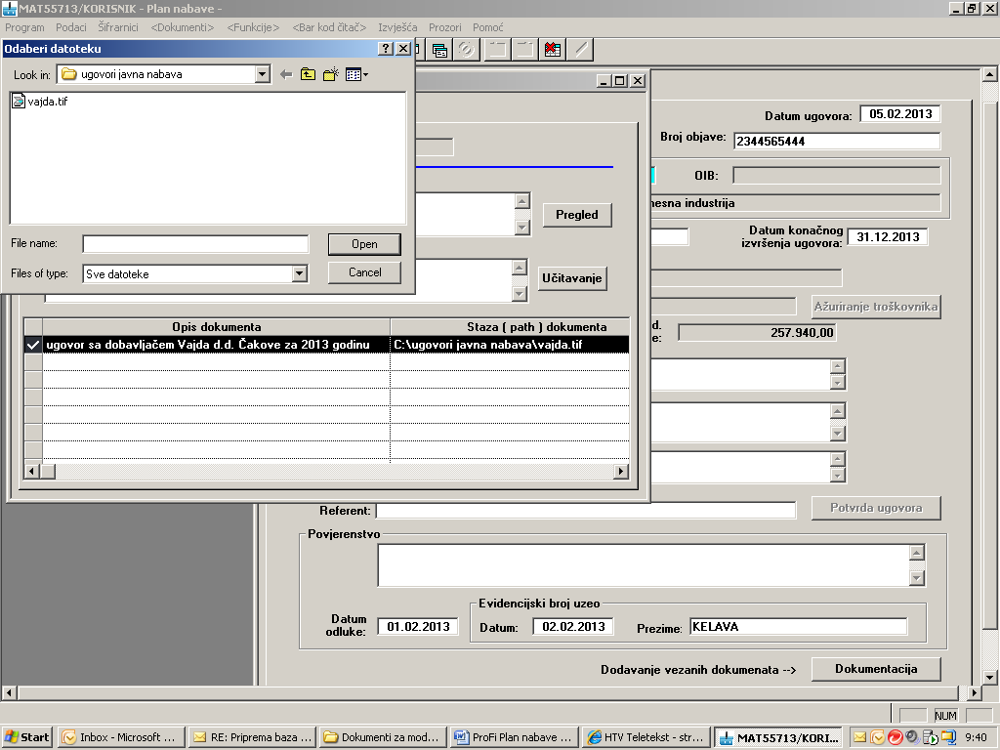 MAT55713/KORISNIK - Plan nabave -
Program Podaci Šifrarnici <Dokumenti> <Funkcije> <Bar kod čitač> Izvješća Prozori Pomoć
Odaberi datoteku
Look in: ugovori javna nabava
vajda.tif
File name: Open
Files of type: Sve datoteke Cancel
Pregled
Učitavanje
Opis dokumenta Staza ( path ) dokumenta
ugovor sa dobavljačem Vajda d.d. Čakove za 2013 godinu C:\ugovori javna nabava\vajda.tif
Datum ugovora: 05.02.2013
Broj objave: 2344565444
OIB:
nesna industrija
Datum konačnog
izvršenja ugovora: 31.12.2013
Ažuriranje troškovnika
d.
e: 257.940,00
Referent: Potvrda ugovora
Povjerenstvo
Evidencijski broj uzeo
Datum
odluke: 01.02.2013 Datum: 02.02.2013 Prezime: KELAVA
Dodavanje vezanih dokumenata --> Dokumentacija
NUM
Start Inbox - Microsoft ... RE: Priprema baza ... Dokumenti za mod... ProFi Plan nabave ... HTV Teletekst - str... MAT55713/KORI... 9:40